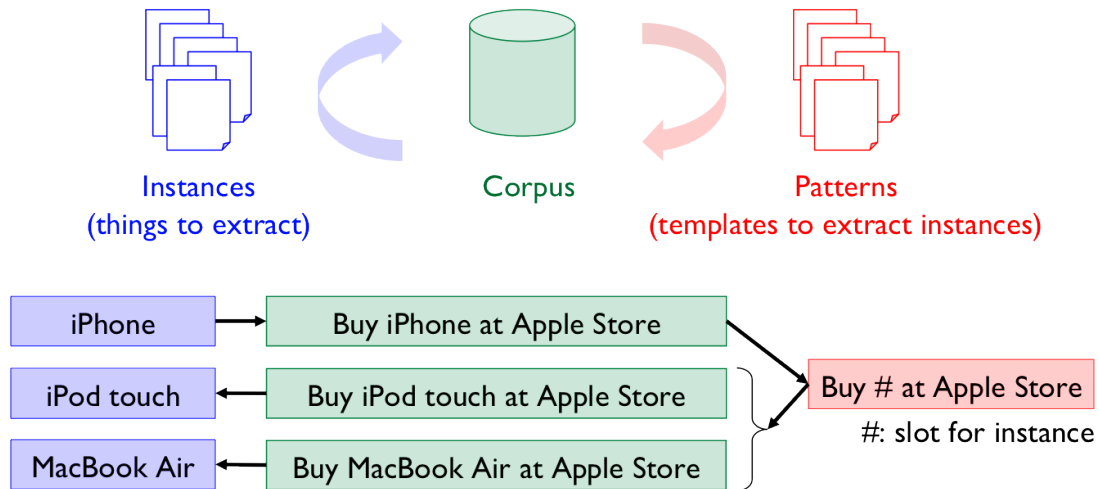 Instances
(things to extract)
Corpus
Patterns
(templates to extract instances)
iPhone
Buy iPhone at Apple Store
iPod touch
Buy iPod touch at Apple Store
Buy # at Apple Store
#: slot for instance
MacBook Air
Buy MacBook Air at Apple Store